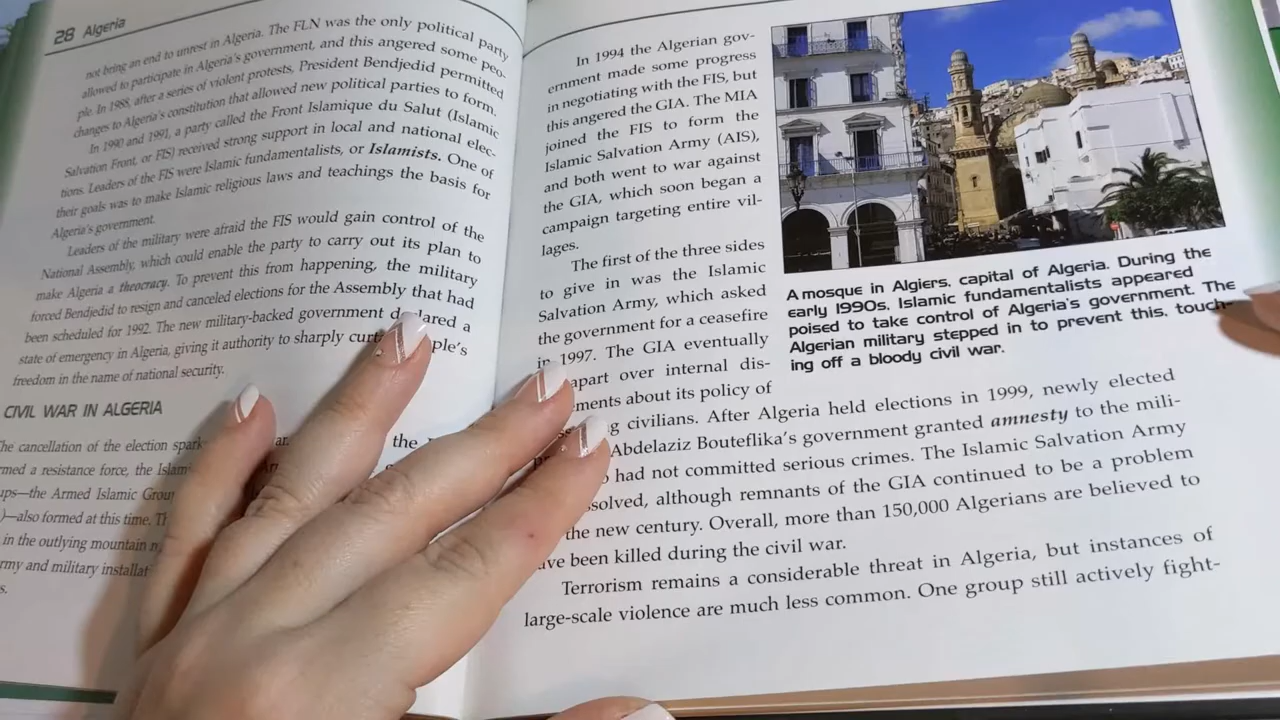 28 Algeria
not bring an end to unrest in Algeria. The FLN was the only political party
allowed to participate in Algeria's government, and this angered some peo-
ple. In 1988, after a series of violent protests, President Bendjedid permitted
changes to Algeria's constitution that allowed new political parties to form.
In 1990 and 1991, a party called the Front Islamique du Salut (Islamic
Salvation Front, or FIS) received strong support in local and national elec-
tions. Leaders of the FIS were Islamic fundamentalists, or Islamists. One of
their goals was to make Islamic religious laws and teachings the basis for
Algeria's government.
Leaders of the military were afraid the FIS would gain control of the
National Assembly, which could enable the party to carry out its plan to
make Algeria a theocracy. To prevent this from happening, the military
forced Bendjedid to resign and canceled elections for the Assembly that had
been scheduled for 1992. The new military-backed government declared a
state of emergency in Algeria, giving it authority to sharply
freedom in the name of national security.
CIVIL WAR IN ALGERIA
The cancellation of the election the
a resistance force, the
the Armed Islamic
also formed at this time.
in the outlying mountain
and military
In 1994 the Algerian gov-
ernment made some progress
in negotiating with the FIS, but
this angered the GIA. The MIA
joined the FIS to form the
Islamic Salvation Army (AIS),
and both went to war against
the GIA, which soon began a
campaign targeting entire vil-
lages.
The first of the three sides
to give in was the Islamic
Salvation Army, which asked
the government for a ceasefire
in 1997. The GIA eventually
apart over internal dis-
ments about its policy of
civilians. After Algeria held elections in 1999, newly elected
Abdelaziz Bouteflika's government granted amnesty to the mili-
had not committed serious crimes. The Islamic Salvation Army
although remnants of the GIA continued to be a problem
the new century. Overall, more than 150,000 Algerians are believed to
have been killed during the civil war.
Terrorism remains a considerable threat in Algeria, but instances of
large-scale violence are much less common. One group still actively fight-
A mosque in Algiers, capital of Algeria. During the
early 1990s, Islamic fundamentalists appeared
poised to take control of Algeria's government. The
Algerian military stepped in to prevent this, touch-
ing off a bloody civil war.